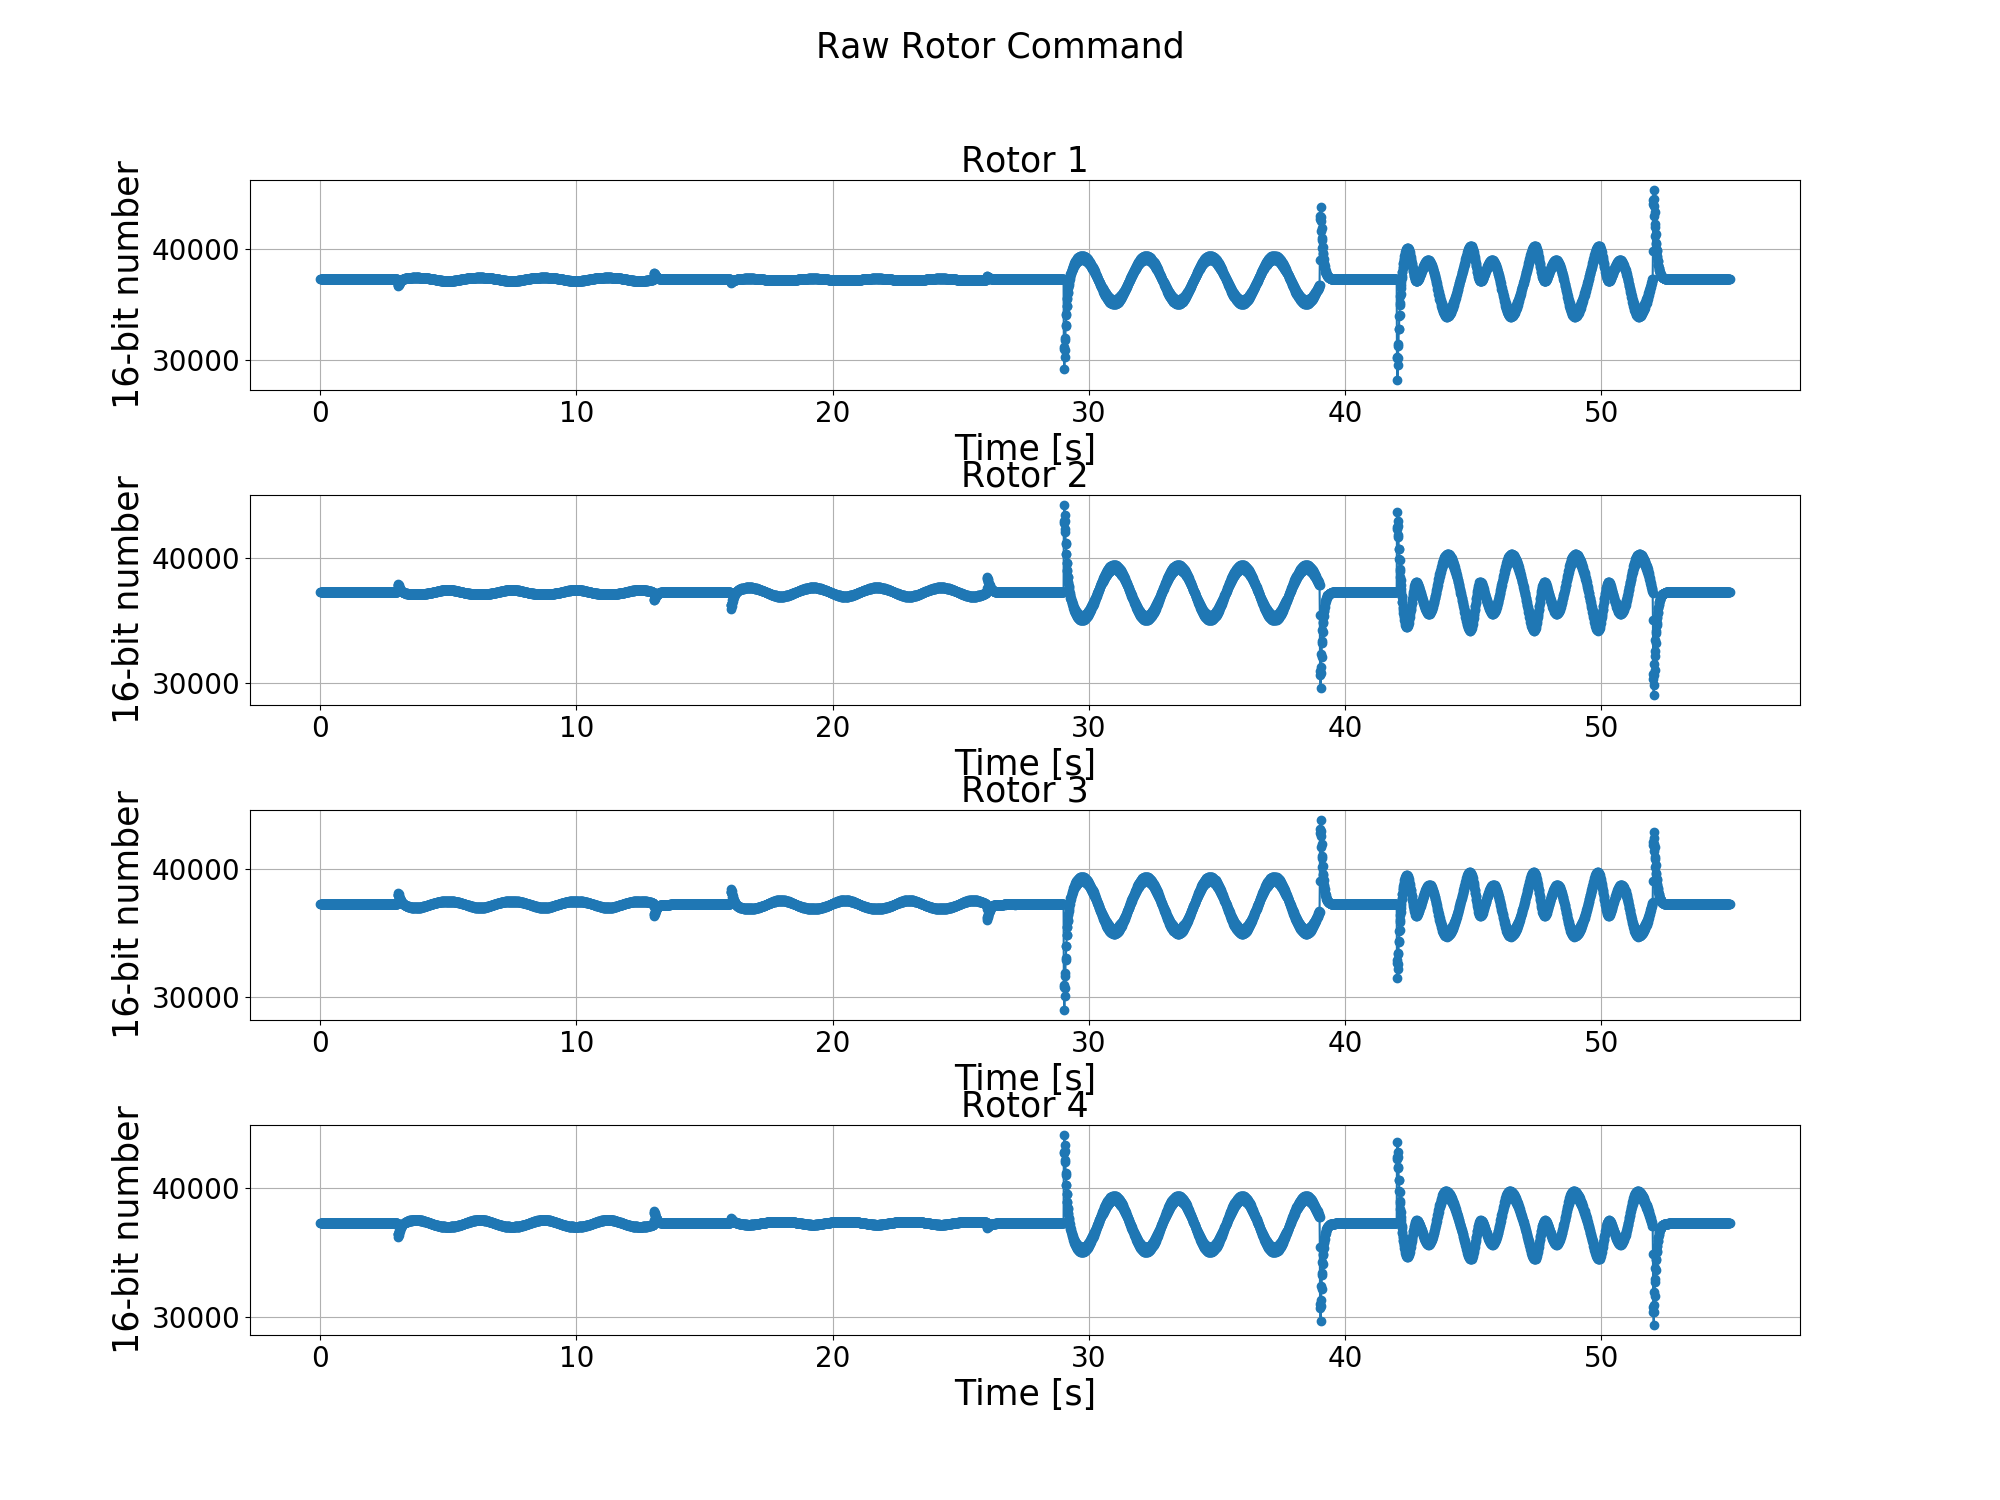 Raw Rotor Command
Rotor 1
16-bit number
40000
30000
0 10 20 30 40 50
Time [s]
Rotor 2
16-bit number
40000
30000
0 10 20 30 40 50
Time [s]
Rotor 3
16-bit number
40000
30000
0 10 20 30 40 50
Time [s]
Rotor 4
16-bit number
40000
30000
0 10 20 30 40 50
Time [s]